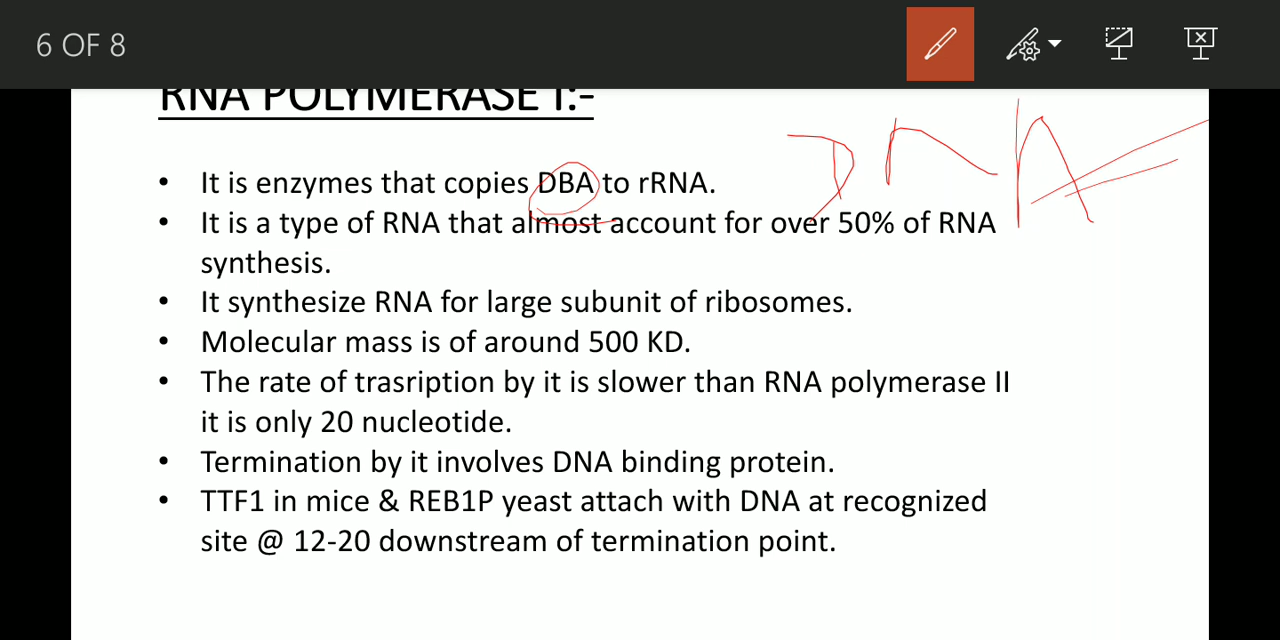 6 OF 8
RNA POLYMERASE I:-
DNA
• It is enzymes that copies DBA to rRNA.
• It is a type of RNA that almost account for over 50% of RNA
synthesis.
• It synthesize RNA for large subunit of ribosomes.
• Molecular mass is of around 500 KD.
• The rate of trasription by it is slower than RNA polymerase II
it is only 20 nucleotide.
• Termination by it involves DNA binding protein.
• TTF1 in mice & REB1P yeast attach with DNA at recognized
site @ 12-20 downstream of termination point.